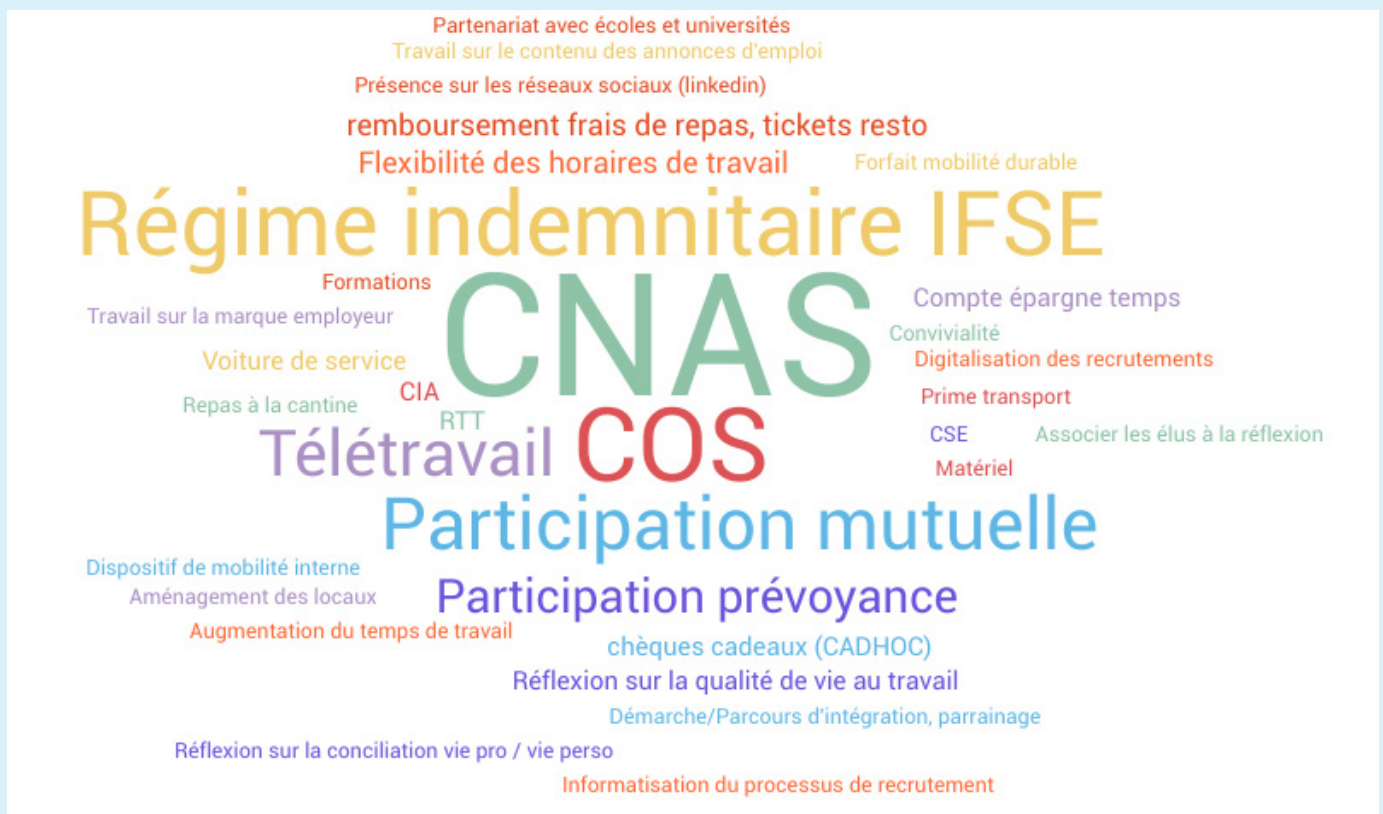 Partenariat avec écoles et universités
Travail sur le contenu des annonces d'emploi
Présence sur les réseaux sociaux (linkedin)
remboursement frais de repas, tickets resto
Flexibilité des horaires de travail
Forfait mobilité durable
Régime indemnitaire IFSE
Formations
CNAS
Compte épargne temps
Travail sur la marque employeur
Convivialité
Voiture de service
Digitalisation des recrutements
CIA
Prime transport
Repas à la cantine
RTT
CSE
Associer les élus à la réflexion
Télétravail
COS
Matériel
Participation mutuelle
Dispositif de mobilité interne
Aménagement des locaux
Participation prévoyance
Augmentation du temps de travail
chèques cadeaux (CADHOC)
Réflexion sur la qualité de vie au travail
Démarche/Parcours d'intégration, parrainage
Réflexion sur la conciliation vie pro / vie perso
Informatisation du processus de recrutement